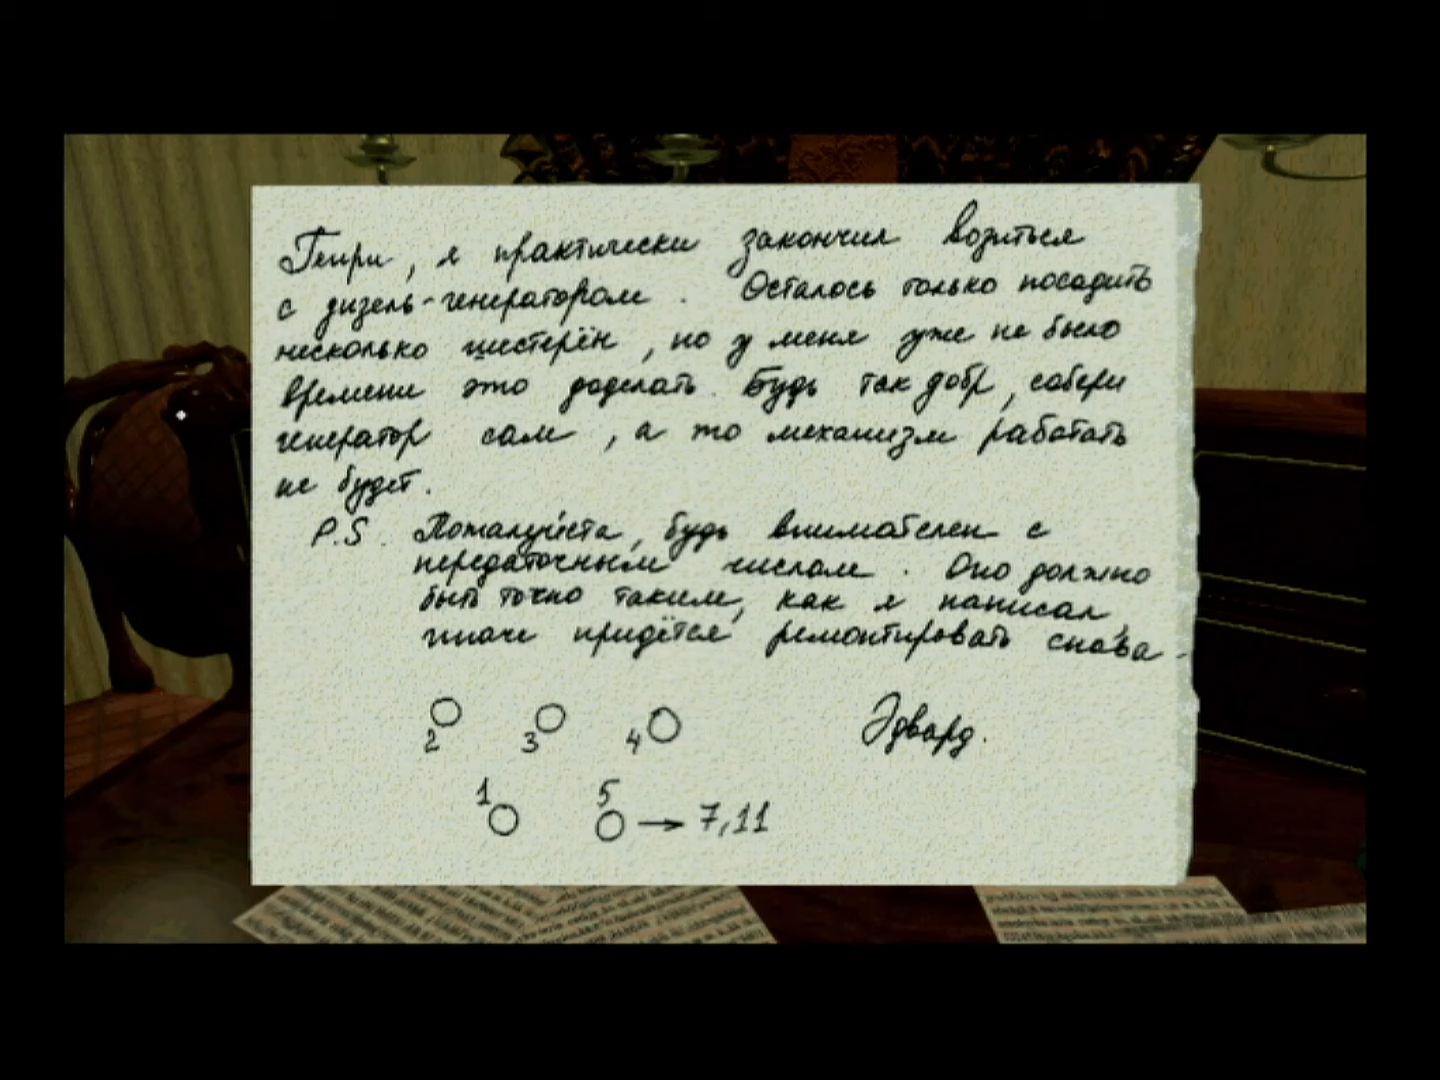 Генри, я практически закончил возиться
с дизель-генератором. Осталось только посадить
несколько цистерён, но у меня уже не было
времени это доделать. Будь так добр, собери
генератор сам, а то механизм работать
не будет.
P.S. Пожалуйста, будь внимателен с
передаточным числом. Оно должно
быть точно таким, как я написал,
иначе придётся ремонтировать снова.
2 3 4
Эдвард.
1 5
→ 7,11